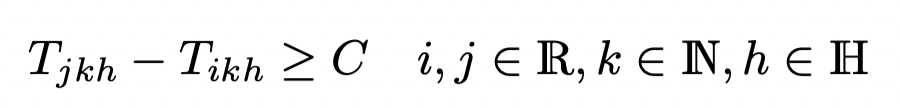 T_{jkh} − T_{ikh} ≥ C i, j ∈ ℝ, k ∈ ℕ, h ∈ ℍ